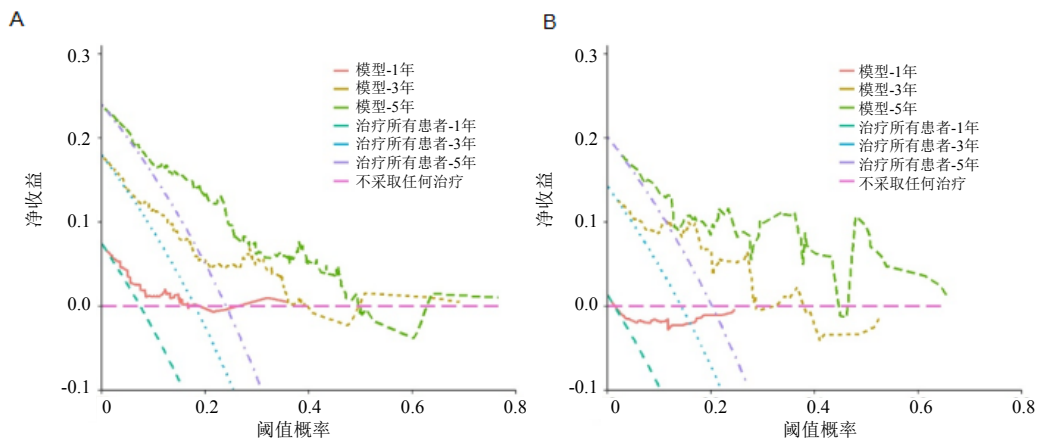 A
净收益
0.3
0.2
0.1
0.0
-0.1
模型-1年
模型-3年
模型-5年
治疗所有患者-1年
治疗所有患者-3年
治疗所有患者-5年
不采取任何治疗
0 0.2 0.4 0.6 0.8
阈值概率
B
净收益
0.3
0.2
0.1
0.0
-0.1
模型-1年
模型-3年
模型-5年
治疗所有患者-1年
治疗所有患者-3年
治疗所有患者-5年
不采取任何治疗
0 0.2 0.4 0.6 0.8
阈值概率